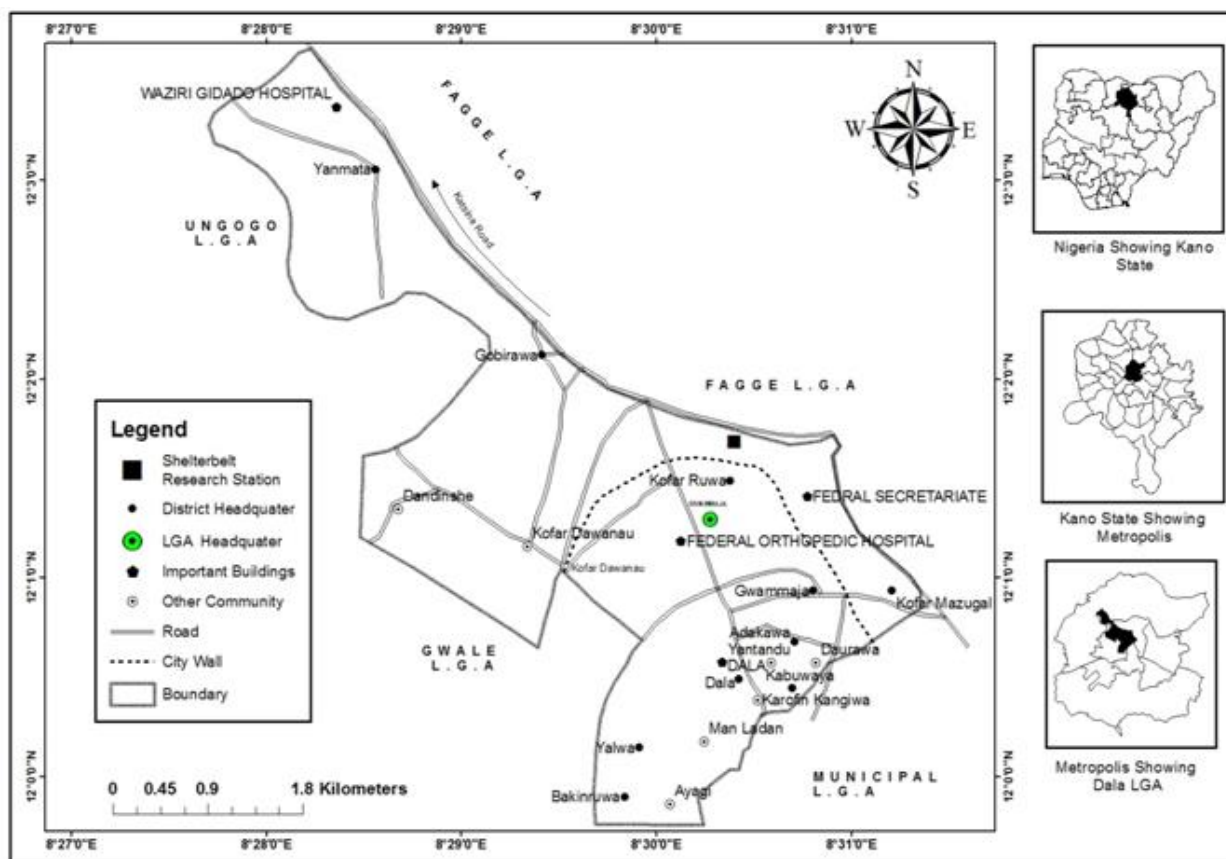 8°27'0"E 8°28'0"E 8°29'0"E 8°30'0"E 8°31'0"E
WAZIRI GIDADO HOSPITAL
FAGGE L.G.A
N
W E
S
12°3'0"N
12°3'0"N
Yanmata
Katsina Road
UNGOGO
L.G.A
Nigeria Showing Kano
State
Gobirawa
12°2'0"N
12°2'0"N
FAGGE L.G.A
Legend
Shelterbelt
Research Station
District Headquater
LGA Headquater
Important Buildings
Other Community
Road
City Wall
Boundary
Kofar Ruwa
FEDRAL SECRETARIATE
Dandinshe
Kofar Dawanau
FEDERAL ORTHOPEDIC HOSPITAL
Kofar Dawanau
Kano State Showing
Metropolis
12°1'0"N
12°1'0"N
Gwammaja
Kofar Mazugal
GWALE
L.G.A
Adakawa
Yantandu
Daurawa
DALA
Dala
Kabuwaya
Karofin Kangiwa
Man Ladan
Yalwa
MUNICIPAL
L.G.A
Metropolis Showing
Dala LGA
12°0'0"N
12°0'0"N
Bakinruwa
Ayagi
0 0.45 0.9 1.8 Kilometers
8°27'0"E 8°28'0"E 8°29'0"E 8°30'0"E 8°31'0"E